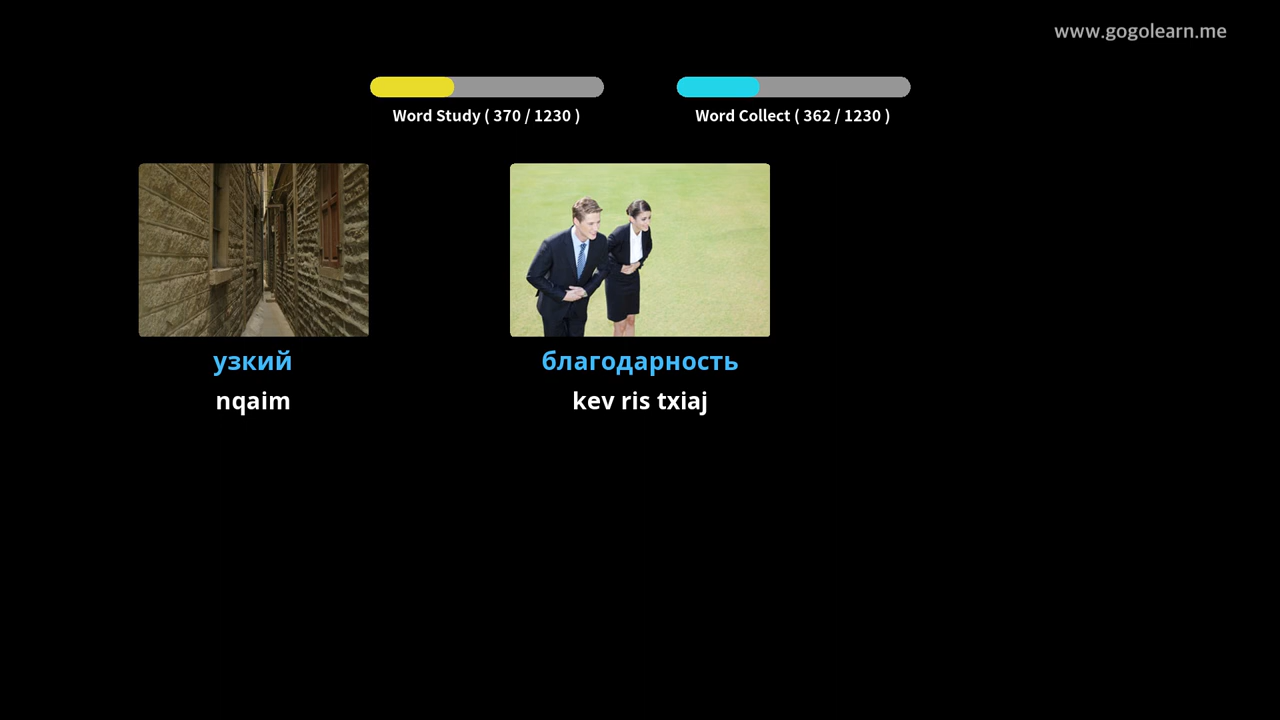 www.gogolearn.me
Word Study ( 370 / 1230 )
Word Collect ( 362 / 1230 )
узкий
nqaim
благодарность
kev ris txiaj